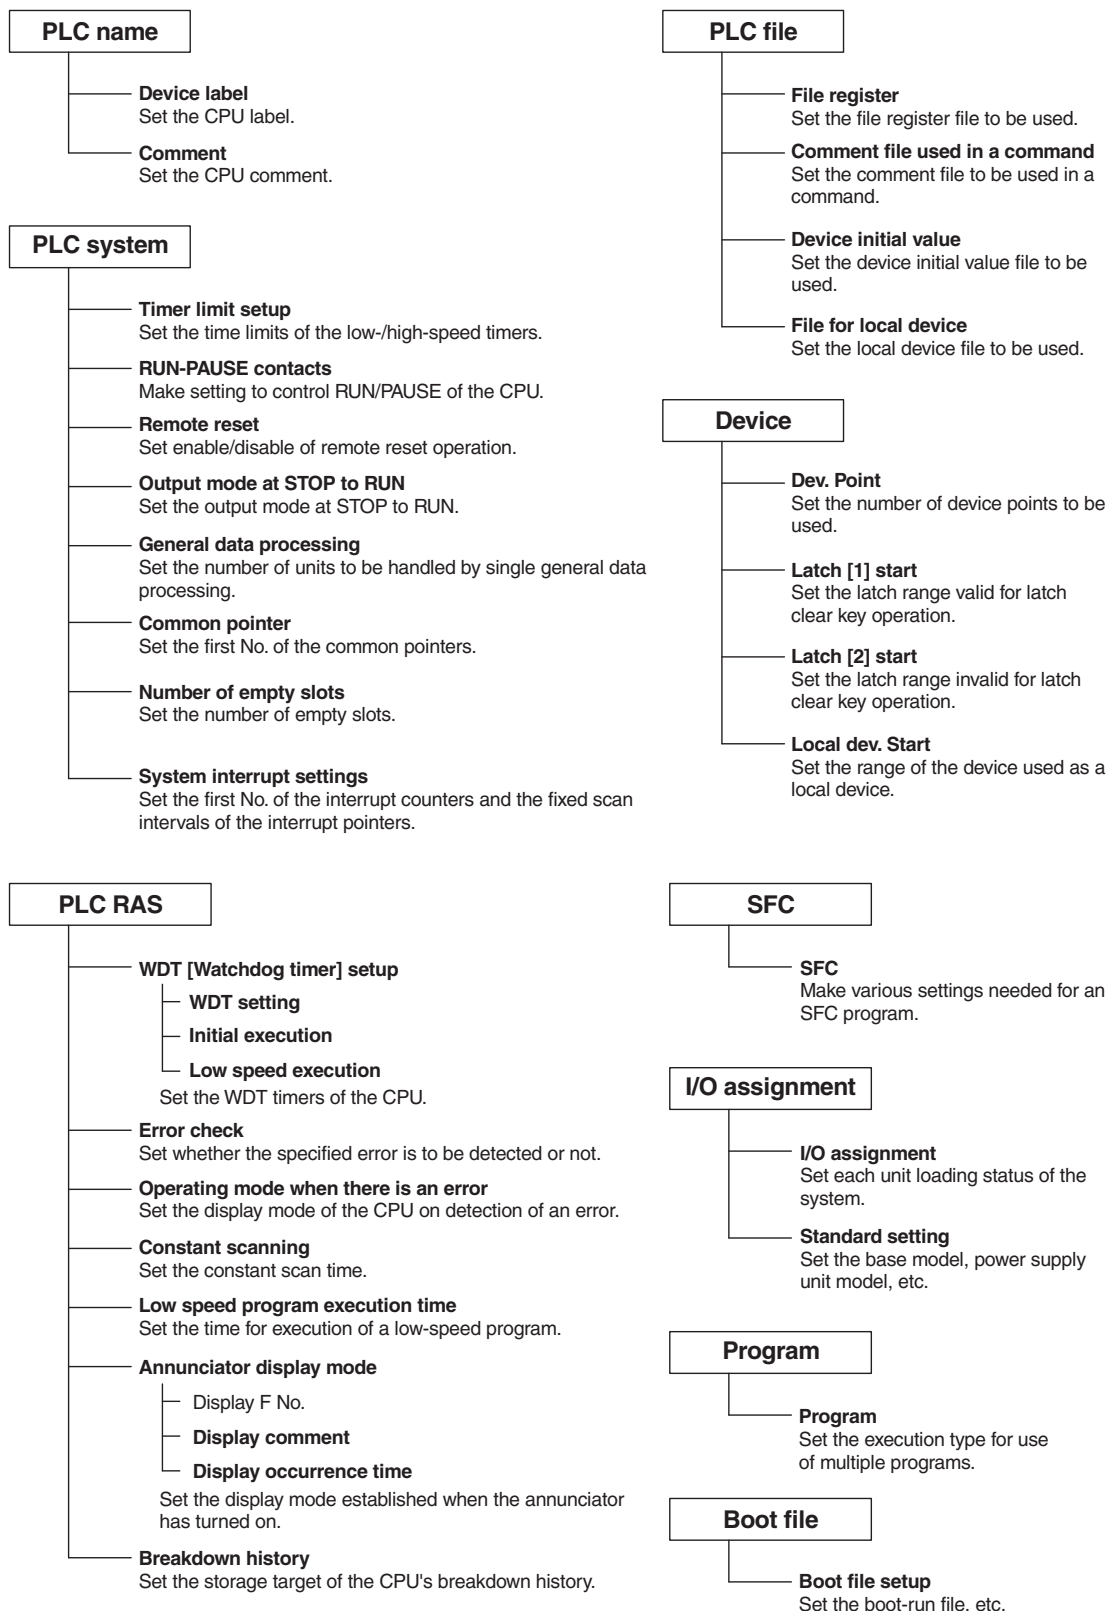 PLC name
Device label
Set the CPU label.
Comment
Set the CPU comment.
PLC system
Timer limit setup
Set the time limits of the low-/high-speed timers.
RUN-PAUSE contacts
Make setting to control RUN/PAUSE of the CPU.
Remote reset
Set enable/disable of remote reset operation.
Output mode at STOP to RUN
Set the output mode at STOP to RUN.
General data processing
Set the number of units to be handled by single general data
processing.
Common pointer
Set the first No. of the common pointers.
Number of empty slots
Set the number of empty slots.
System interrupt settings
Set the first No. of the interrupt counters and the fixed scan
intervals of the interrupt pointers.
PLC file
File register
Set the file register file to be used.
Comment file used in a command
Set the comment file to be used in a
command.
Device initial value
Set the device initial value file to be
used.
File for local device
Set the local device file to be used.
Device
Dev. Point
Set the number of device points to be
used.
Latch [1] start
Set the latch range valid for latch
clear key operation.
Latch [2] start
Set the latch range invalid for latch
clear key operation.
Local dev. Start
Set the range of the device used as a
local device.
PLC RAS
WDT [Watchdog timer] setup
WDT setting
Initial execution
Low speed execution
Set the WDT timers of the CPU.
Error check
Set whether the specified error is to be detected or not.
Operating mode when there is an error
Set the display mode of the CPU on detection of an error.
Constant scanning
Set the constant scan time.
Low speed program execution time
Set the time for execution of a low-speed program.
Annunciator display mode
Display F No.
Display comment
Display occurrence time
Set the display mode established when the annunciator
has turned on.
Breakdown history
Set the storage target of the CPU's breakdown history.
SFC
SFC
Make various settings needed for an
SFC program.
I/O assignment
I/O assignment
Set each unit loading status of the
system.
Standard setting
Set the base model, power supply
unit model, etc.
Program
Program
Set the execution type for use
of multiple programs.
Boot file
Boot file setup
Set the boot-run file, etc.